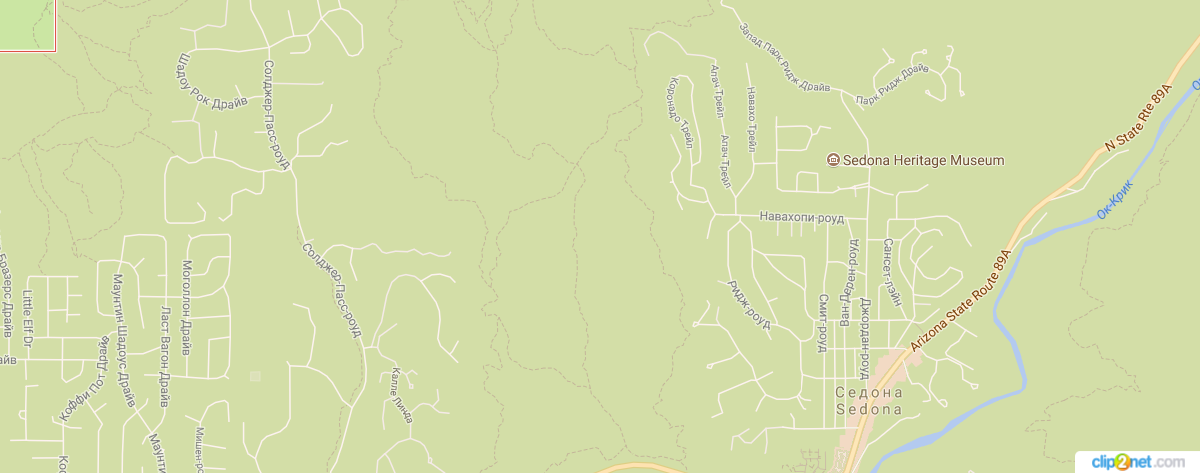 Запад Парк Ридж Драйв
Парк Ридж Драйв
N State Rte 89A
Шадоу Рок Драйв
Солджер-Пасс-роуд
Коронадо Трейл
Апач Трейл
Навахо Трейл
Апач Трейл
Sedona Heritage Museum
Ок-Крик
Навахопи-роуд
Солджер-Пасс-роуд
Бразерс Драйв
Little Elf Dr
Маунтин Шадоус Драйв
Моголлон Драйв
Ласт Вагон Драйв
Ридж-роуд
Смит-роуд
Ван-Дерен-роуд
Джордан-роуд
Сансет-лэйн
Arizona State Route 89A
Коффи Пот Драйв
Калле Линда
Седона
Sedona
clip2net.com